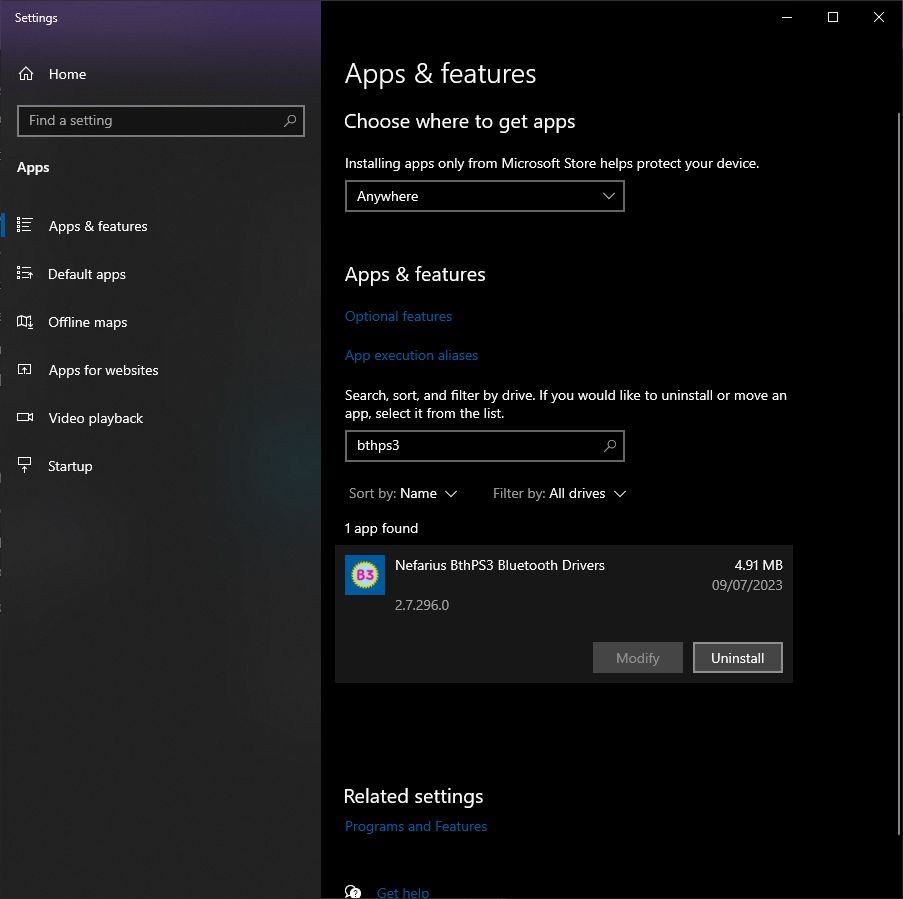 Settings
Home
Find a setting
Apps
Apps & features
Default apps
Offline maps
Apps for websites
Video playback
Startup
Apps & features
Choose where to get apps
Installing apps only from Microsoft Store helps protect your device.
Anywhere
Apps & features
Optional features
App execution aliases
Search, sort, and filter by drive. If you would like to uninstall or move an
app, select it from the list.
bthps3
Sort by: Name Filter by: All drives
1 app found
B3
Nefarius BthPS3 Bluetooth Drivers 4.91 MB
09/07/2023
2.7.296.0
Modify Uninstall
Related settings
Programs and Features
Get help